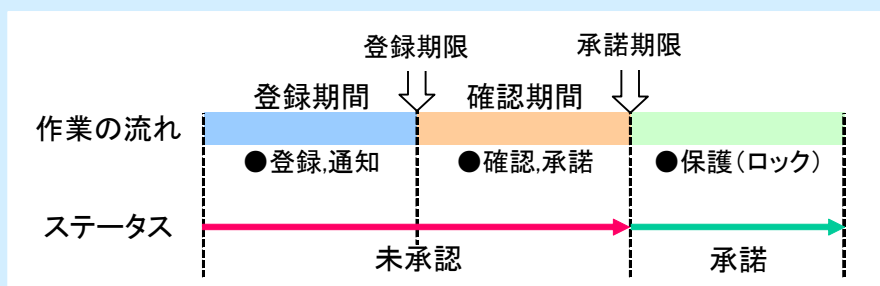 登録期限
承諾期限
登録期間
確認期間
作業の流れ
●登録,通知
●確認,承諾
●保護(ロック)
ステータス
未承認
承諾